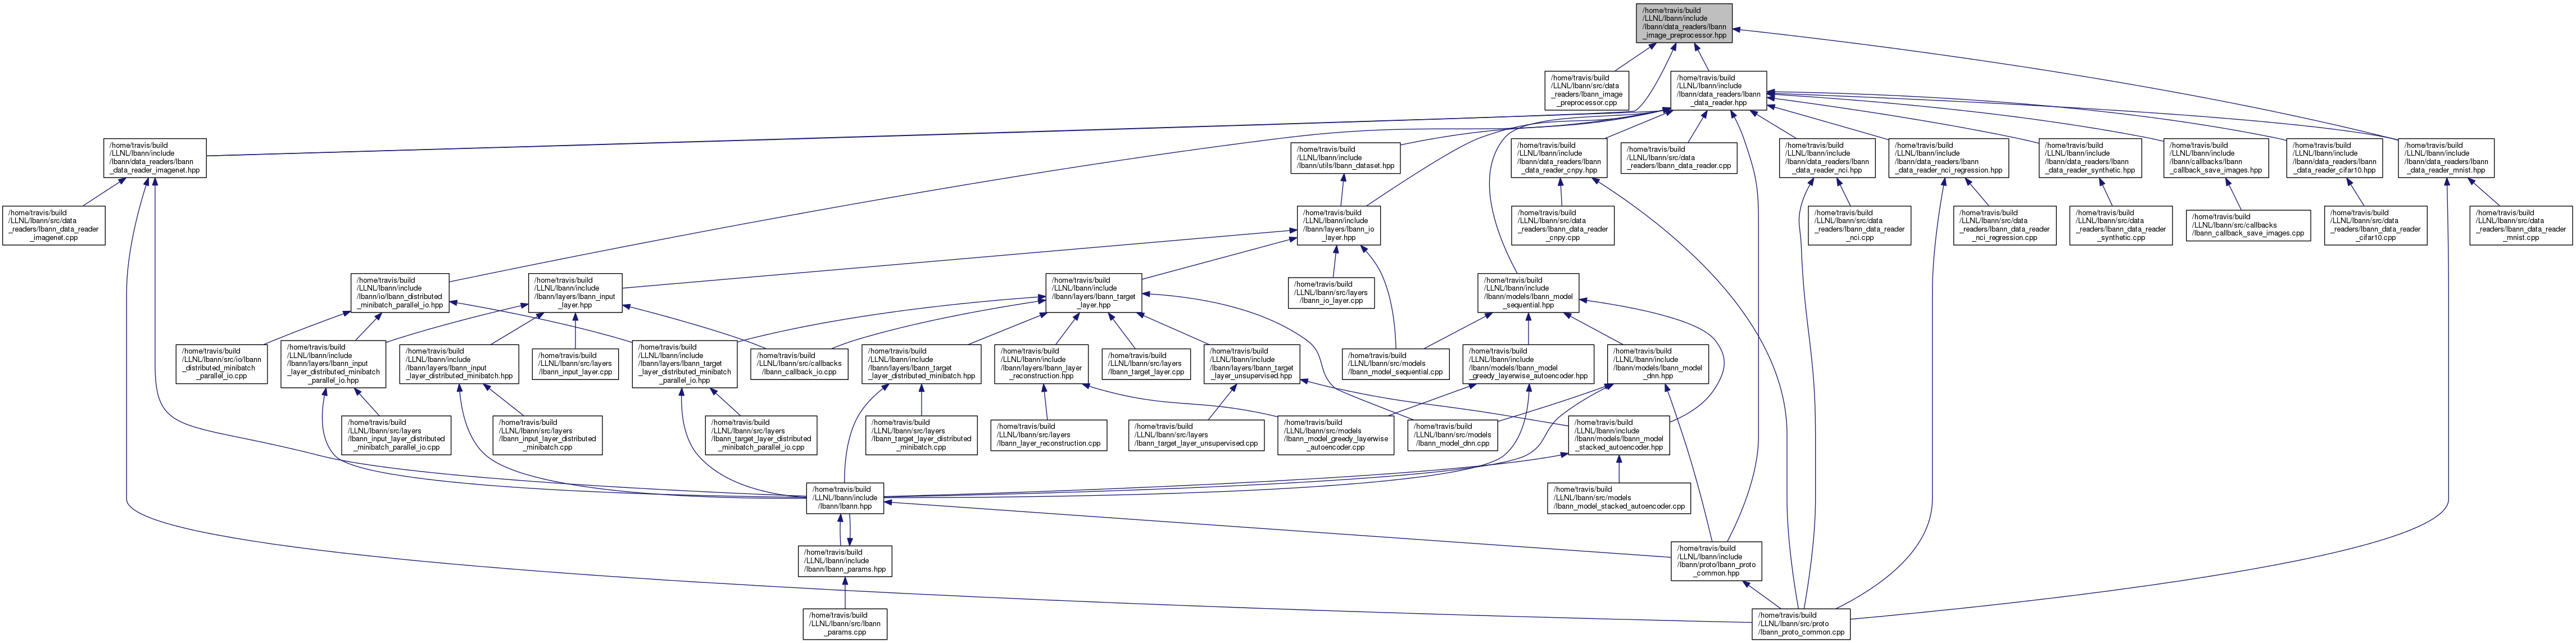 /home/travis/build
/LLNL/lbann/include
/lbann/data_readers/lbann
_image_preprocessor.hpp
/home/travis/build
/LLNL/lbann/src/data
_readers/lbann_image
_preprocessor.cpp
/home/travis/build
/LLNL/lbann/include
/lbann/data_readers/lbann
_data_reader.hpp
/home/travis/build
/LLNL/lbann/include
/lbann/data_readers/lbann
_data_reader_imagenet.hpp
/home/travis/build
/LLNL/lbann/include
/lbann/utils/lbann_dataset.hpp
/home/travis/build
/LLNL/lbann/include
/lbann/data_readers/lbann
_data_reader_cnpy.hpp
/home/travis/build
/LLNL/lbann/src/data
_readers/lbann_data_reader.cpp
/home/travis/build
/LLNL/lbann/include
/lbann/data_readers/lbann
_data_reader_nci.hpp
/home/travis/build
/LLNL/lbann/include
/lbann/data_readers/lbann
_data_reader_nci_regression.hpp
/home/travis/build
/LLNL/lbann/include
/lbann/data_readers/lbann
_data_reader_synthetic.hpp
/home/travis/build
/LLNL/lbann/include
/lbann/callbacks/lbann
_callback_save_images.hpp
/home/travis/build
/LLNL/lbann/include
/lbann/data_readers/lbann
_data_reader_cifar10.hpp
/home/travis/build
/LLNL/lbann/include
/lbann/data_readers/lbann
_data_reader_mnist.hpp
/home/travis/build
/LLNL/lbann/src/data
_readers/lbann_data_reader
_imagenet.cpp
/home/travis/build
/LLNL/lbann/include
/lbann/layers/lbann_io
_layer.hpp
/home/travis/build
/LLNL/lbann/src/data
_readers/lbann_data_reader
_cnpy.cpp
/home/travis/build
/LLNL/lbann/src/data
_readers/lbann_data_reader
_nci.cpp
/home/travis/build
/LLNL/lbann/src/data
_readers/lbann_data_reader
_nci_regression.cpp
/home/travis/build
/LLNL/lbann/src/data
_readers/lbann_data_reader
_synthetic.cpp
/home/travis/build
/LLNL/lbann/src/callbacks
/lbann_callback_save_images.cpp
/home/travis/build
/LLNL/lbann/src/data
_readers/lbann_data_reader
_cifar10.cpp
/home/travis/build
/LLNL/lbann/src/data
_readers/lbann_data_reader
_mnist.cpp
/home/travis/build
/LLNL/lbann/include
/lbann/io/lbann_distributed
_minibatch_parallel_io.hpp
/home/travis/build
/LLNL/lbann/include
/lbann/layers/lbann_input
_layer.hpp
/home/travis/build
/LLNL/lbann/include
/lbann/layers/lbann_target
_layer.hpp
/home/travis/build
/LLNL/lbann/src/layers
/lbann_io_layer.cpp
/home/travis/build
/LLNL/lbann/include
/lbann/models/lbann_model
_sequential.hpp
/home/travis/build
/LLNL/lbann/src/io/lbann
_distributed_minibatch
_parallel_io.cpp
/home/travis/build
/LLNL/lbann/include
/lbann/layers/lbann_input
_layer_distributed_minibatch
_parallel_io.hpp
/home/travis/build
/LLNL/lbann/include
/lbann/layers/lbann_input
_layer_distributed_minibatch.hpp
/home/travis/build
/LLNL/lbann/src/layers
/lbann_input_layer.cpp
/home/travis/build
/LLNL/lbann/include
/lbann/layers/lbann_target
_layer_distributed_minibatch
_parallel_io.hpp
/home/travis/build
/LLNL/lbann/src/callbacks
/lbann_callback_io.cpp
/home/travis/build
/LLNL/lbann/include
/lbann/layers/lbann_target
_layer_distributed_minibatch.hpp
/home/travis/build
/LLNL/lbann/include
/lbann/layers/lbann_layer
_reconstruction.hpp
/home/travis/build
/LLNL/lbann/src/layers
/lbann_target_layer.cpp
/home/travis/build
/LLNL/lbann/include
/lbann/layers/lbann_target
_layer_unsupervised.hpp
/home/travis/build
/LLNL/lbann/src/models
/lbann_model_sequential.cpp
/home/travis/build
/LLNL/lbann/include
/lbann/models/lbann_model
_greedy_layerwise_autoencoder.hpp
/home/travis/build
/LLNL/lbann/include
/lbann/models/lbann_model
_dnn.hpp
/home/travis/build
/LLNL/lbann/src/layers
/lbann_input_layer_distributed
_minibatch_parallel_io.cpp
/home/travis/build
/LLNL/lbann/src/layers
/lbann_input_layer_distributed
_minibatch.cpp
/home/travis/build
/LLNL/lbann/src/layers
/lbann_target_layer_distributed
_minibatch_parallel_io.cpp
/home/travis/build
/LLNL/lbann/src/layers
/lbann_target_layer_distributed
_minibatch.cpp
/home/travis/build
/LLNL/lbann/src/layers
/lbann_layer_reconstruction.cpp
/home/travis/build
/LLNL/lbann/src/layers
/lbann_target_layer_unsupervised.cpp
/home/travis/build
/LLNL/lbann/src/models
/lbann_model_greedy_layerwise
_autoencoder.cpp
/home/travis/build
/LLNL/lbann/src/models
/lbann_model_dnn.cpp
/home/travis/build
/LLNL/lbann/include
/lbann/models/lbann_model
_stacked_autoencoder.hpp
/home/travis/build
/LLNL/lbann/include
/lbann/lbann.hpp
/home/travis/build
/LLNL/lbann/src/models
/lbann_model_stacked_autoencoder.cpp
/home/travis/build
/LLNL/lbann/include
/lbann/lbann_params.hpp
/home/travis/build
/LLNL/lbann/include
/lbann/proto/lbann_proto
_common.hpp
/home/travis/build
/LLNL/lbann/src/lbann
_params.cpp
/home/travis/build
/LLNL/lbann/src/proto
/lbann_proto_common.cpp